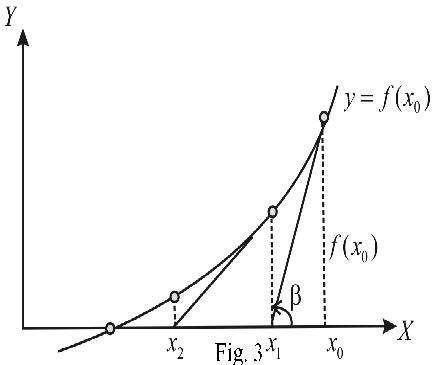 Y
y = f(x₀)
f(x₀)
β
X
x₂
x₁
x₀
Fig. 3